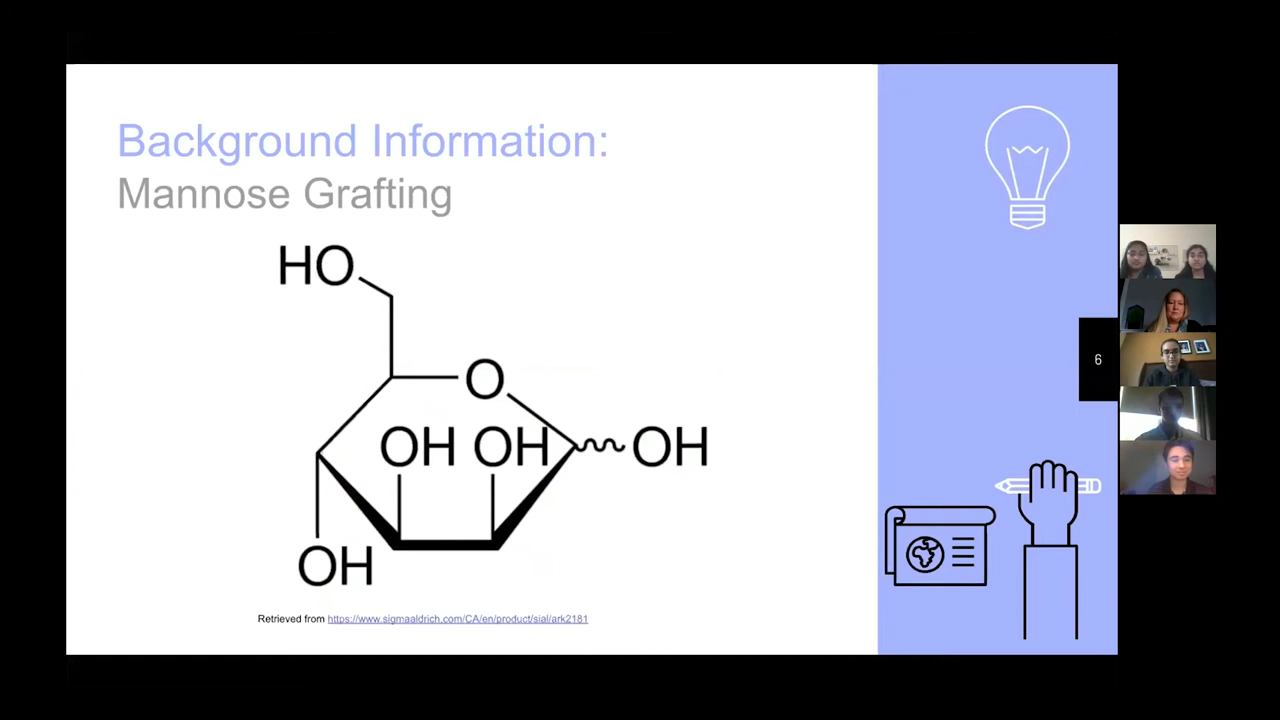 Background Information:
Mannose Grafting
HO
O
OH OH OH
OH
Retrieved from https://www.sigmaaldrich.com/CA/en/product/sial/ark2181
6